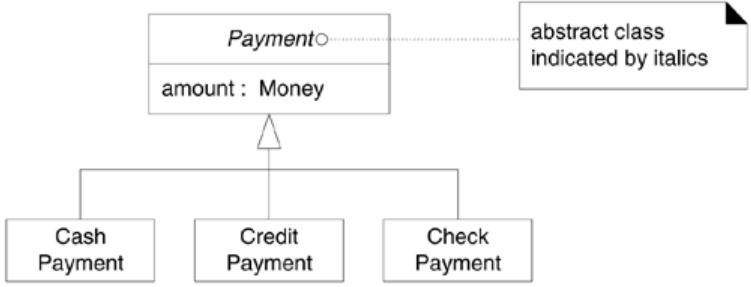 Payment
abstract class
indicated by italics
amount : Money
Cash
Payment
Credit
Payment
Check
Payment